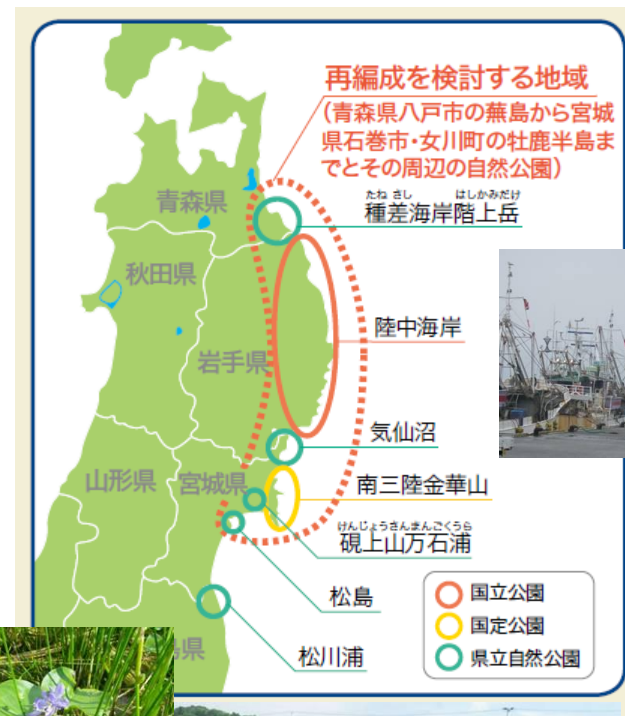 再編成を検討する地域
(青森県八戸市の蕪島から宮城
県石巻市・女川町の牡鹿半島ま
でとその周辺の自然公園)
たねさし はしかみだけ
種差海岸階上岳
青森県
秋田県
陸中海岸
岩手県
気仙沼
山形県
宮城県
南三陸金華山
けんじょうさんまんごくうら
硯上山万石浦
松島
松川浦
島県
国立公園
国定公園
県立自然公園